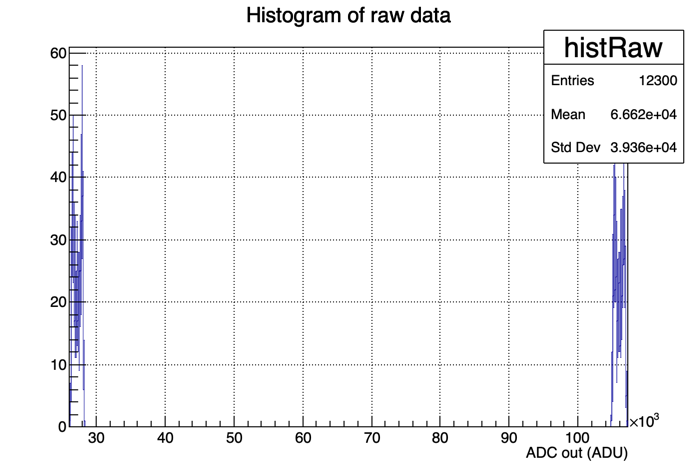 Histogram of raw data
histRaw
Entries 12300
Mean 6.662e+04
Std Dev 3.936e+04
60
50
40
30
20
10
0
30 40 50 60 70 80 90 100
×10³
ADC out (ADU)